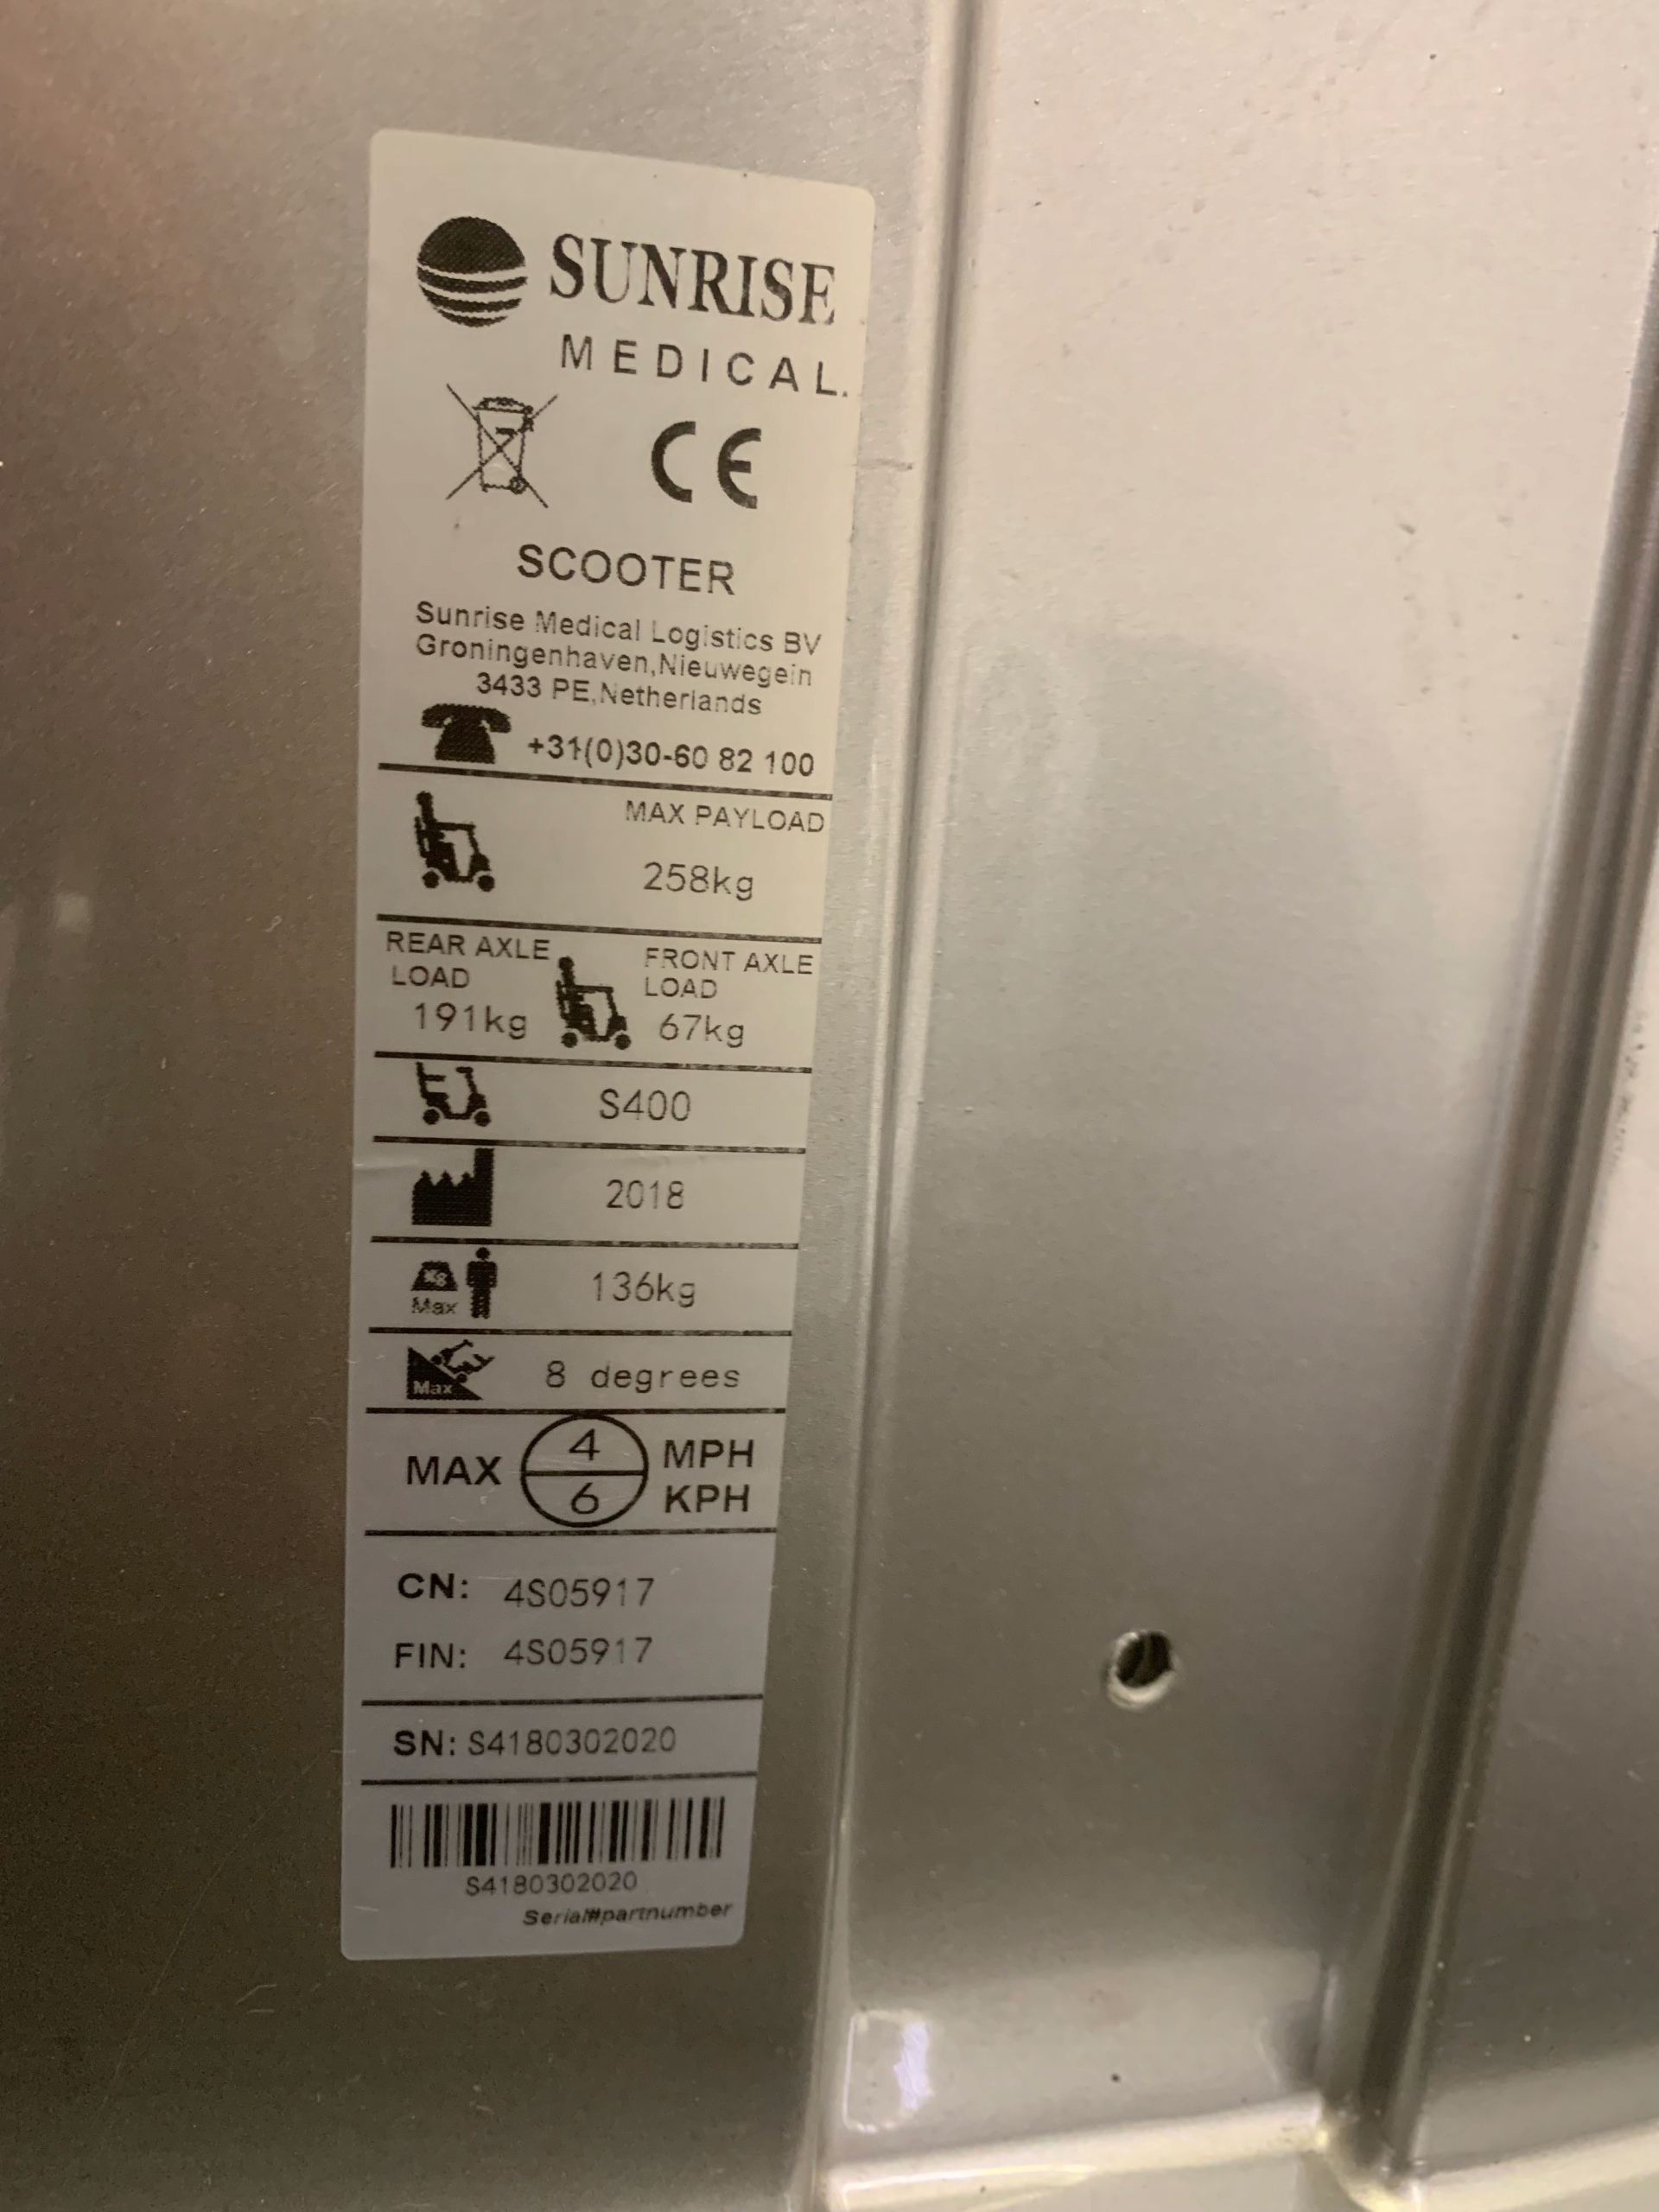 SUNRISE
MEDICAL.
CE
SCOOTER
Sunrise Medical Logistics BV
Groningenhaven,Nieuwegein
3433 PE,Netherlands
+31(0)30-60 82 100
MAX PAYLOAD
258kg
REAR AXLE
LOAD
191kg
FRONT AXLE
LOAD
67kg
S400
2018
KG
Max
136kg
Max
8 degrees
MAX 4 MPH
6 KPH
CN: 4S05917
FIN: 4S05917
SN: S4180302020
S4180302020
Serial#partnumber